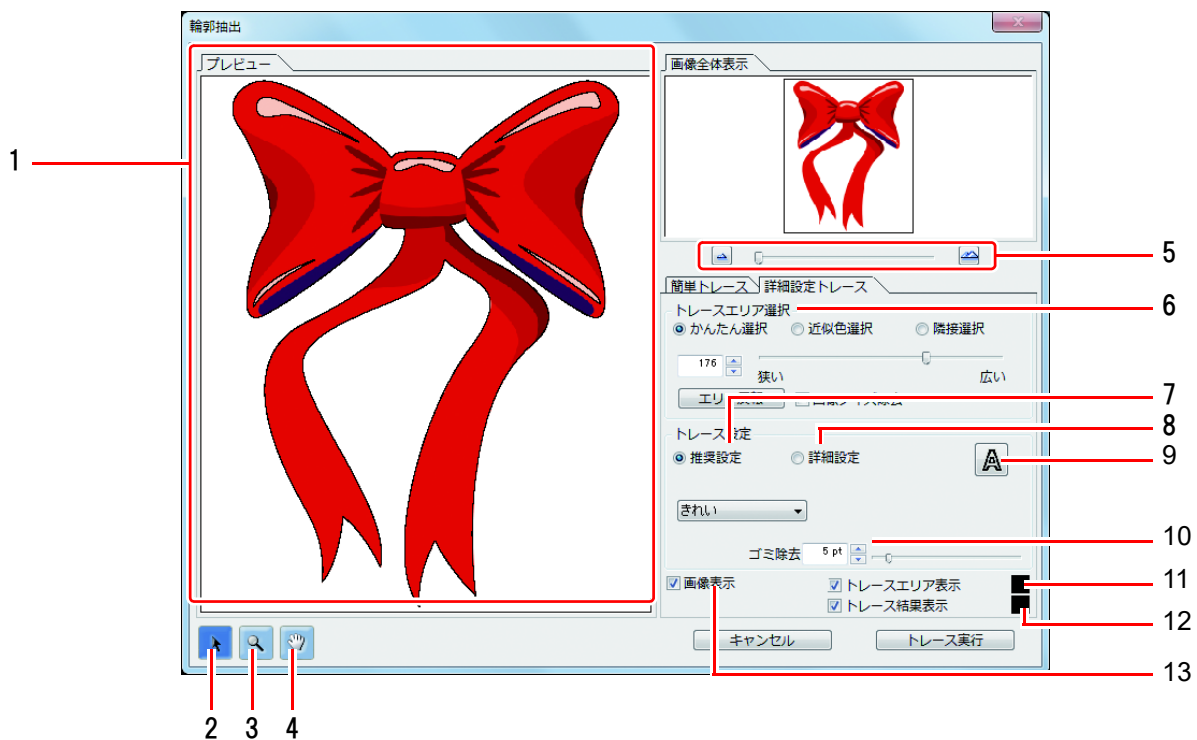 輪郭抽出
プレビュー
画像全体表示
1
5
簡単トレース 詳細設定トレース
トレースエリア選択
6
かんたん選択 近似色選択 隣接選択
176
狭い 広い
7
トレース 定
8
推奨設定 詳細設定
A
9
きれい
10
ゴミ除去 5 pt
画像表示
トレースエリア表示
11
トレース結果表示
12
キャンセル トレース実行
13
2 3 4